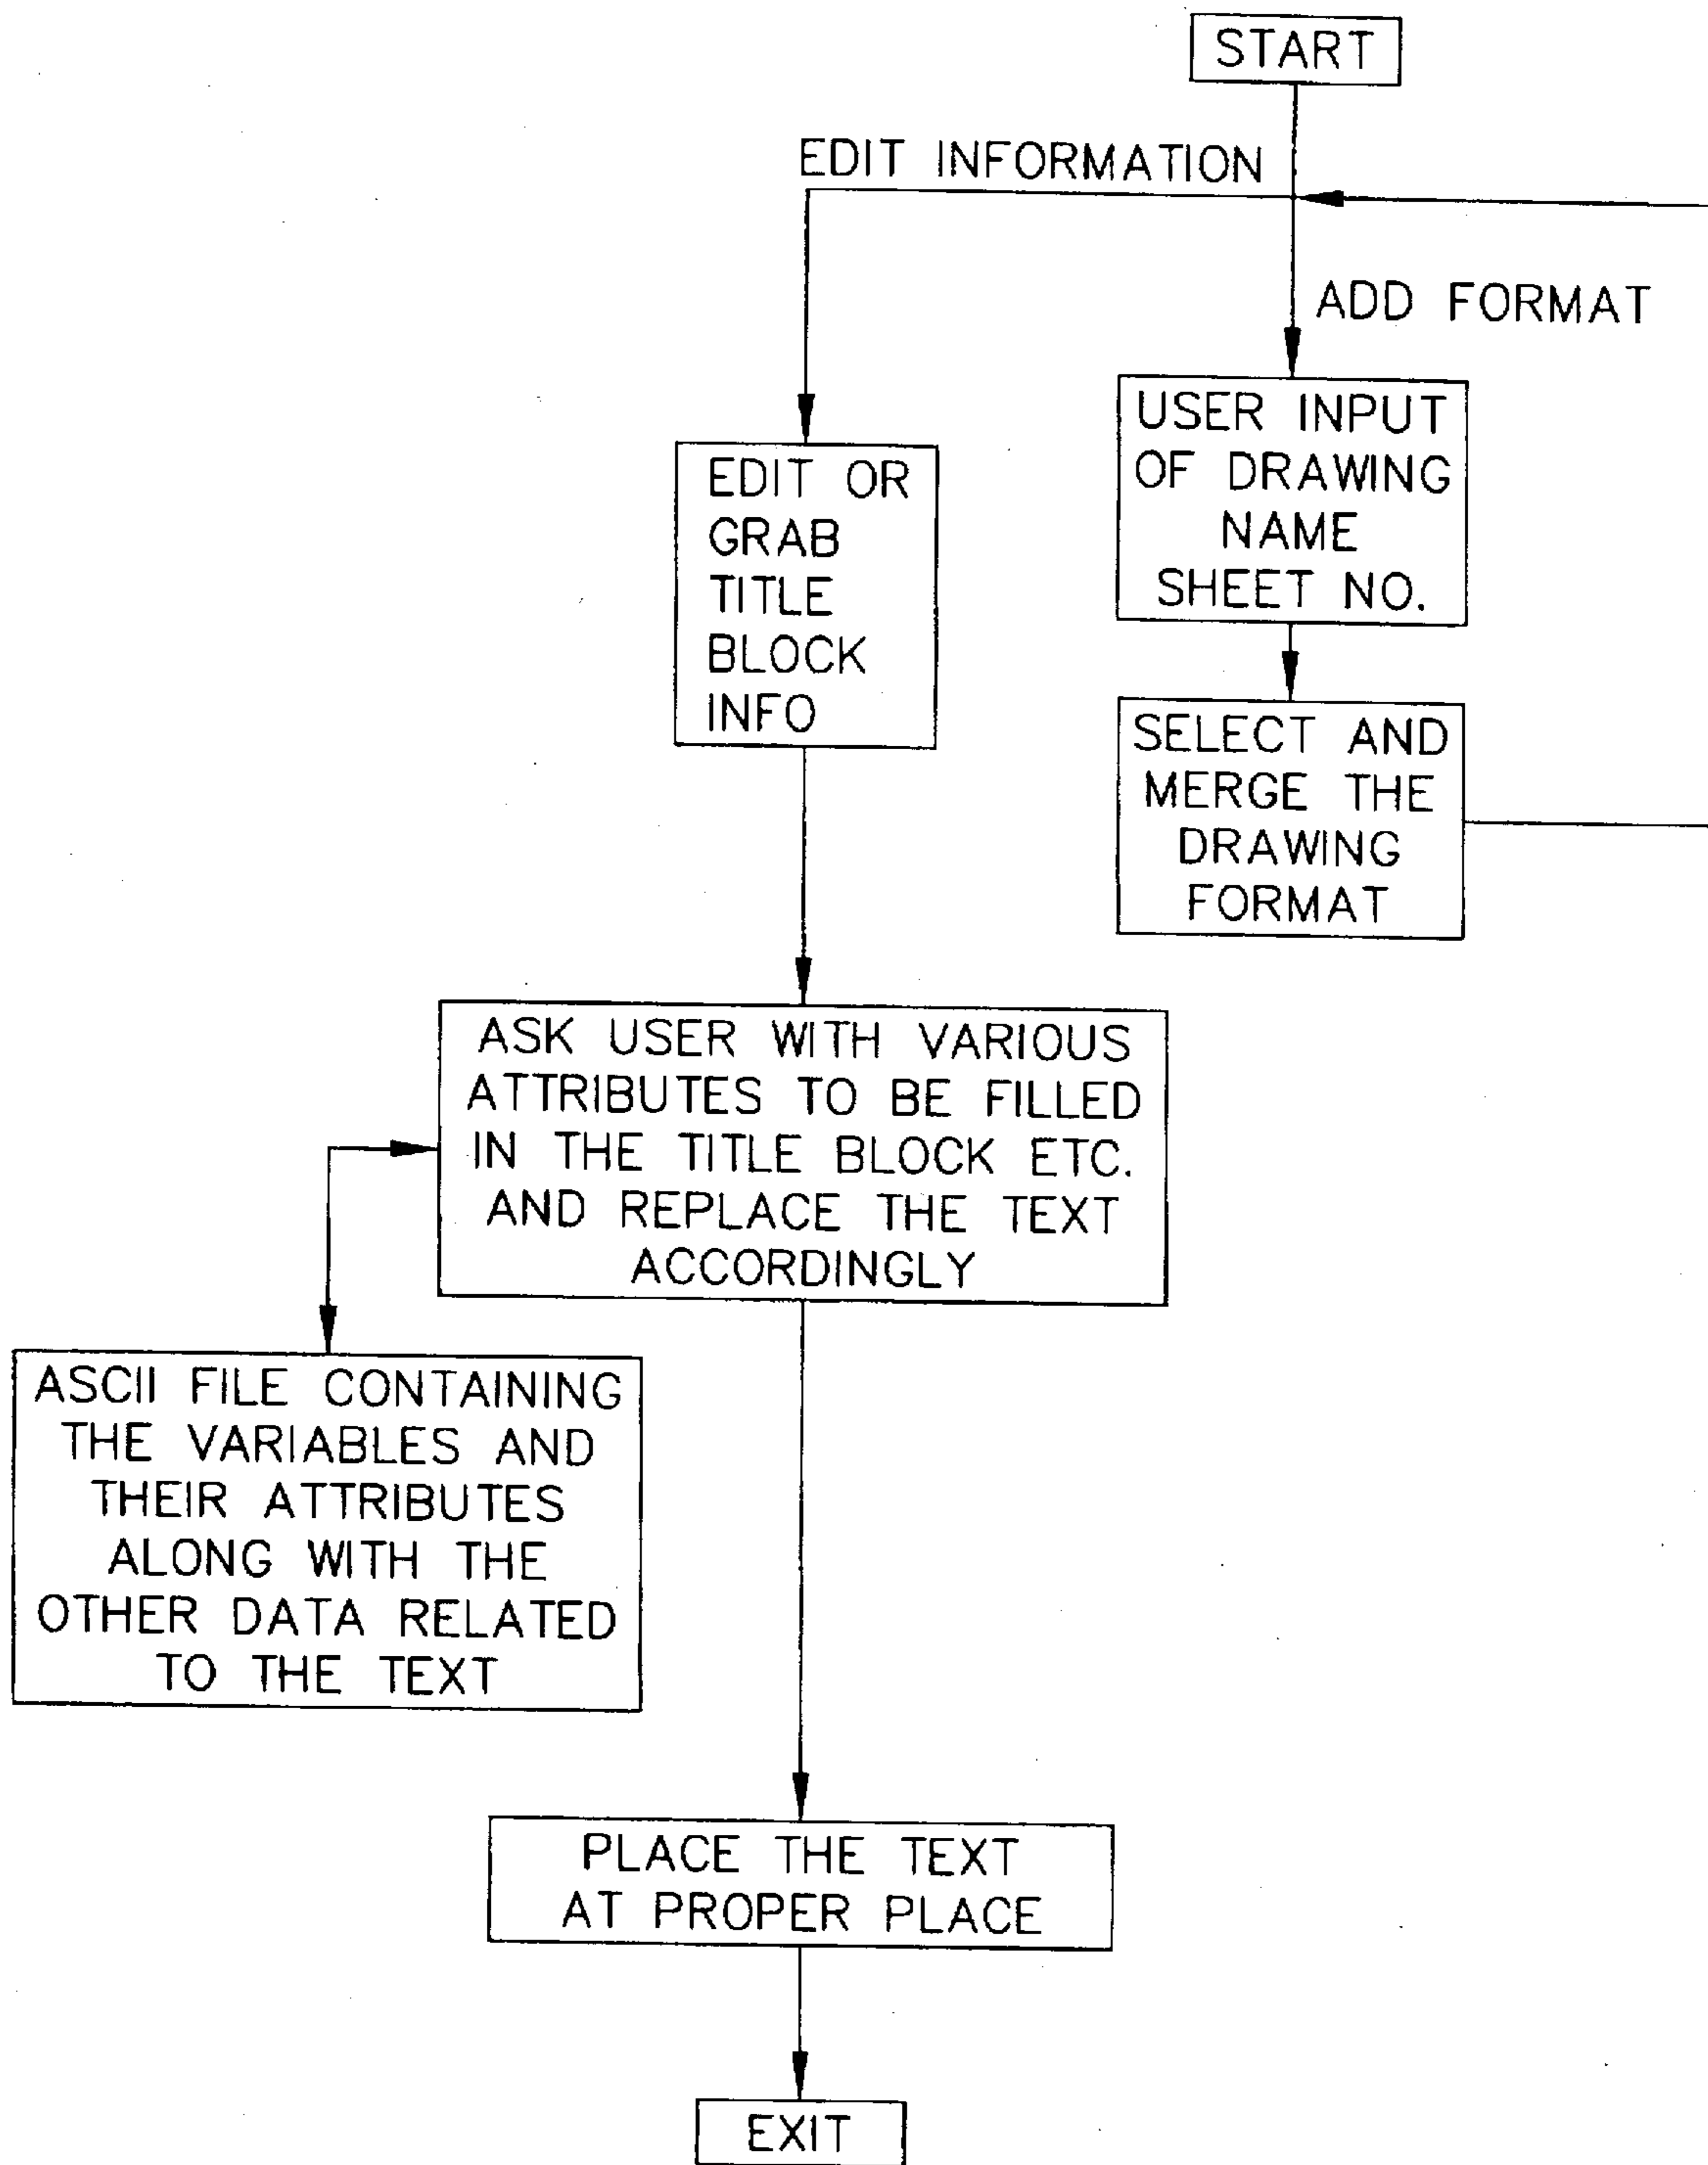 START
EDIT INFORMATION
ADD FORMAT
USER INPUT
OF DRAWING
NAME
SHEET NO.
EDIT OR
GRAB
TITLE
BLOCK
INFO
SELECT AND
MERGE THE
DRAWING
FORMAT
ASK USER WITH VARIOUS
ATTRIBUTES TO BE FILLED
IN THE TITLE BLOCK ETC.
AND REPLACE THE TEXT
ACCORDINGLY
ASCII FILE CONTAINING
THE VARIABLES AND
THEIR ATTRIBUTES
ALONG WITH THE
OTHER DATA RELATED
TO THE TEXT
PLACE THE TEXT
AT PROPER PLACE
EXIT